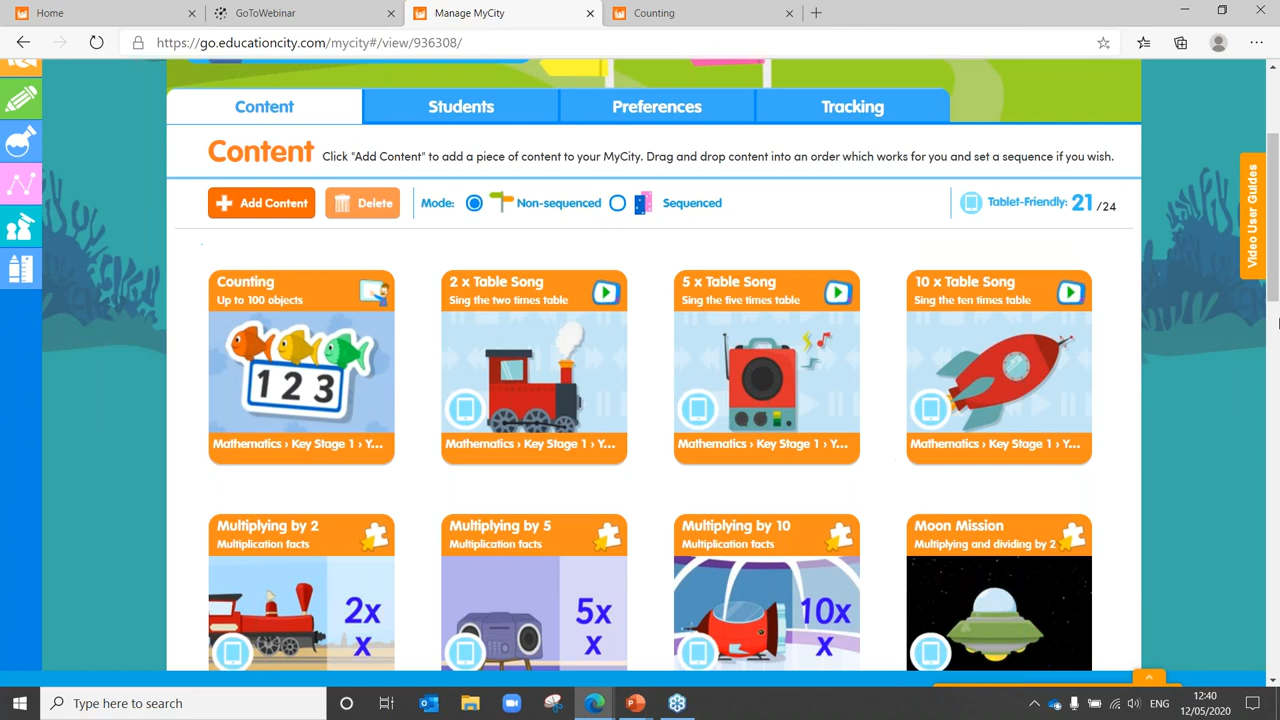 Home
GoToWebinar
Manage MyCity
Counting
https://go.educationcity.com/mycity#/view/936308/
Content
Students
Preferences
Tracking
Content
Click "Add Content" to add a piece of content to your MyCity. Drag and drop content into an order which works for you and set a sequence if you wish.
Add Content
Delete
Mode:
Non-sequenced
Sequenced
Tablet-Friendly: 21 /24
Video User Guides
Counting
Up to 100 objects
1 2 3
Mathematics › Key Stage 1 › Y...
2 x Table Song
Sing the two times table
Mathematics › Key Stage 1 › Y...
5 x Table Song
Sing the five times table
Mathematics › Key Stage 1 › Y...
10 x Table Song
Sing the ten times table
Mathematics › Key Stage 1 › Y...
Multiplying by 2
Multiplication facts
2x
x
Multiplying by 5
Multiplication facts
5x
x
Multiplying by 10
Multiplication facts
10x
x
Moon Mission
Multiplying and dividing by 2
Type here to search
ENG
12:40
12/05/2020